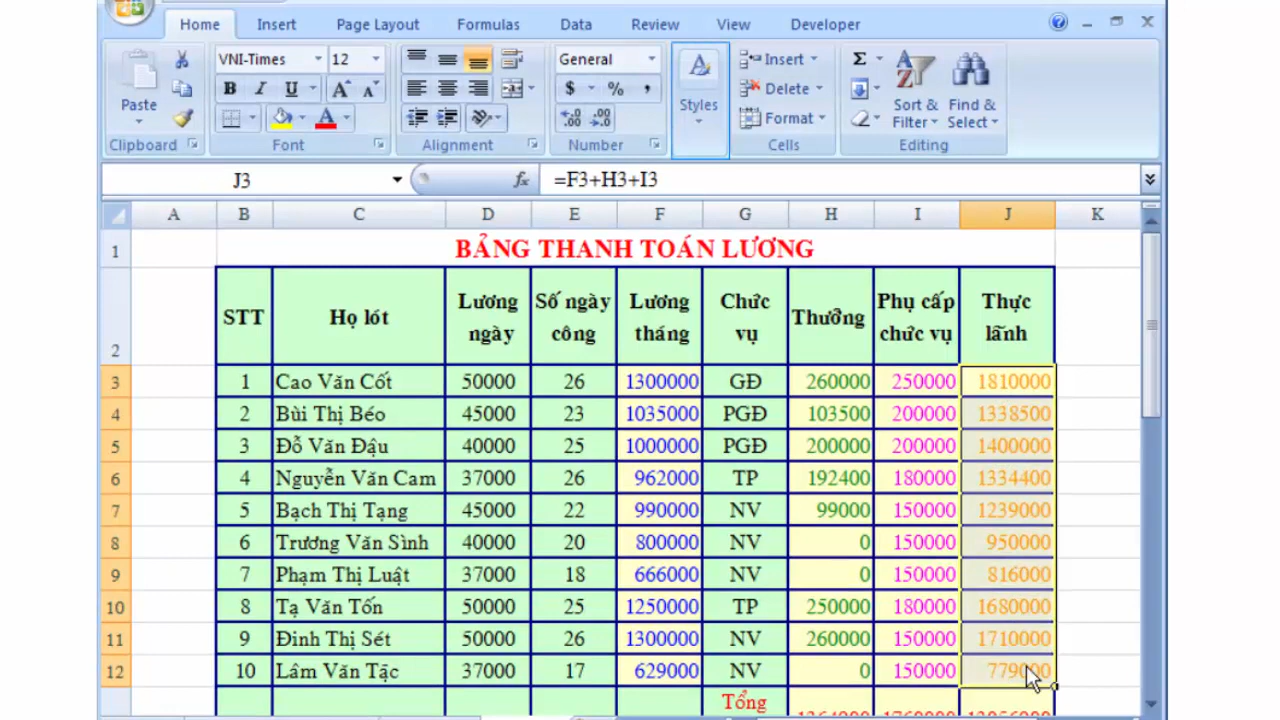 Home Insert Page Layout Formulas Data Review View Developer
VNI-Times 12 General Insert
Paste B I U $ % , Styles Delete Sort & Find &
Format Filter Select
Clipboard Font Alignment Number Cells Editing
J3 fx =F3+H3+I3
A B C D E F G H I J K
1 BẢNG THANH TOÁN LƯƠNG
2 STT Họ lót Lương ngày Số ngày công Lương tháng Chức vụ Thưởng Phụ cấp chức vụ Thực lãnh
3 1 Cao Văn Cốt 50000 26 1300000 GĐ 260000 250000 1810000
4 2 Bùi Thị Béo 45000 23 1035000 PGĐ 103500 200000 1338500
5 3 Đỗ Văn Đậu 40000 25 1000000 PGĐ 200000 200000 1400000
6 4 Nguyễn Văn Cam 37000 26 962000 TP 192400 180000 1334400
7 5 Bạch Thị Tạng 45000 22 990000 NV 99000 150000 1239000
8 6 Trương Văn Sình 40000 20 800000 NV 0 150000 950000
9 7 Phạm Thị Luật 37000 18 666000 NV 0 150000 816000
10 8 Tạ Văn Tốn 50000 25 1250000 TP 250000 180000 1680000
11 9 Đinh Thị Sét 50000 26 1300000 NV 260000 150000 1710000
12 10 Lâm Văn Tặc 37000 17 629000 NV 0 150000 779000
Tổng